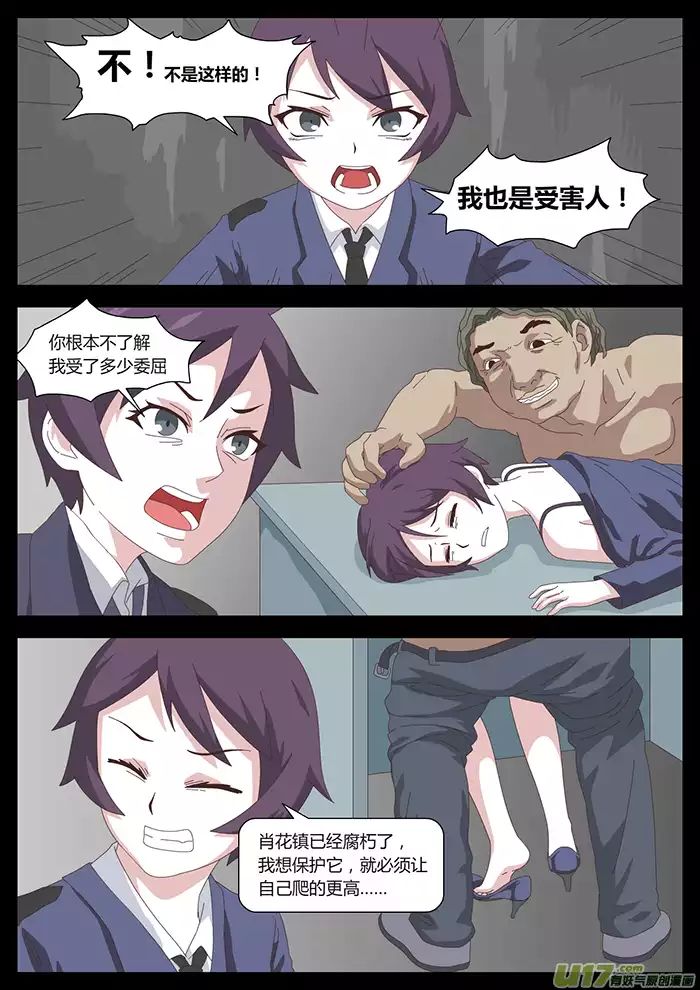 不！不是这样的！
我也是受害人！
你根本不了解
我受了多少委屈
肖花镇已经腐朽了，
我想保护它，就必须让
自己爬的更高......
U17.com
有妖气原创漫画